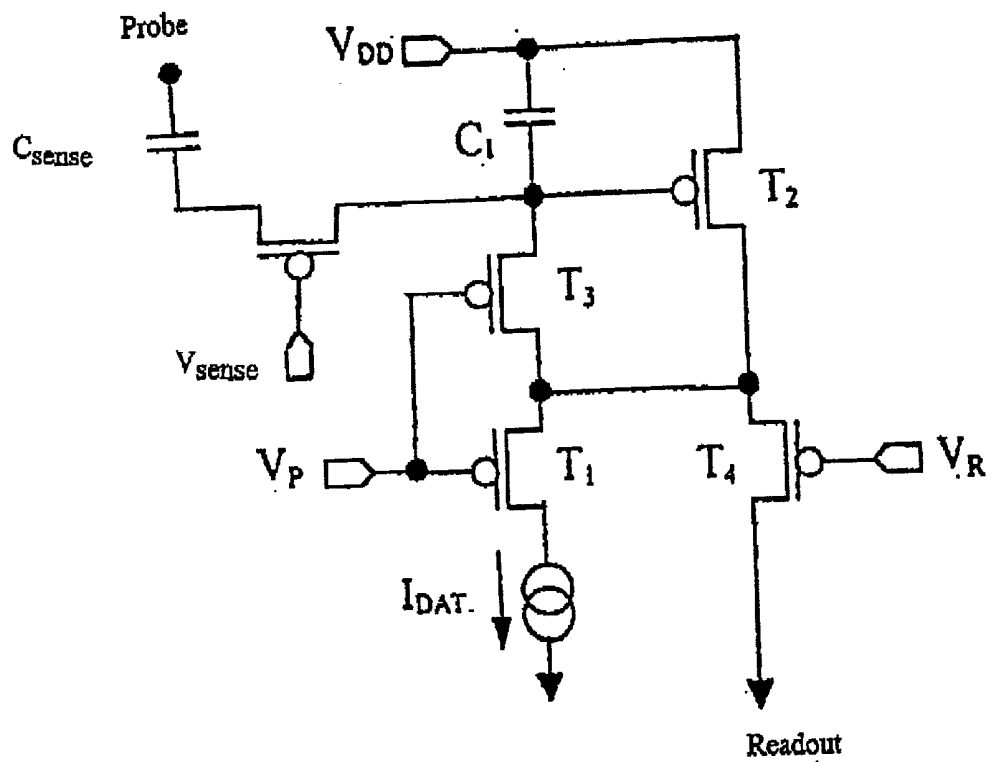 Probe
VDD
Csense
C1
T2
T3
Vsense
VP
T1
T4
VR
IDAT.
Readout